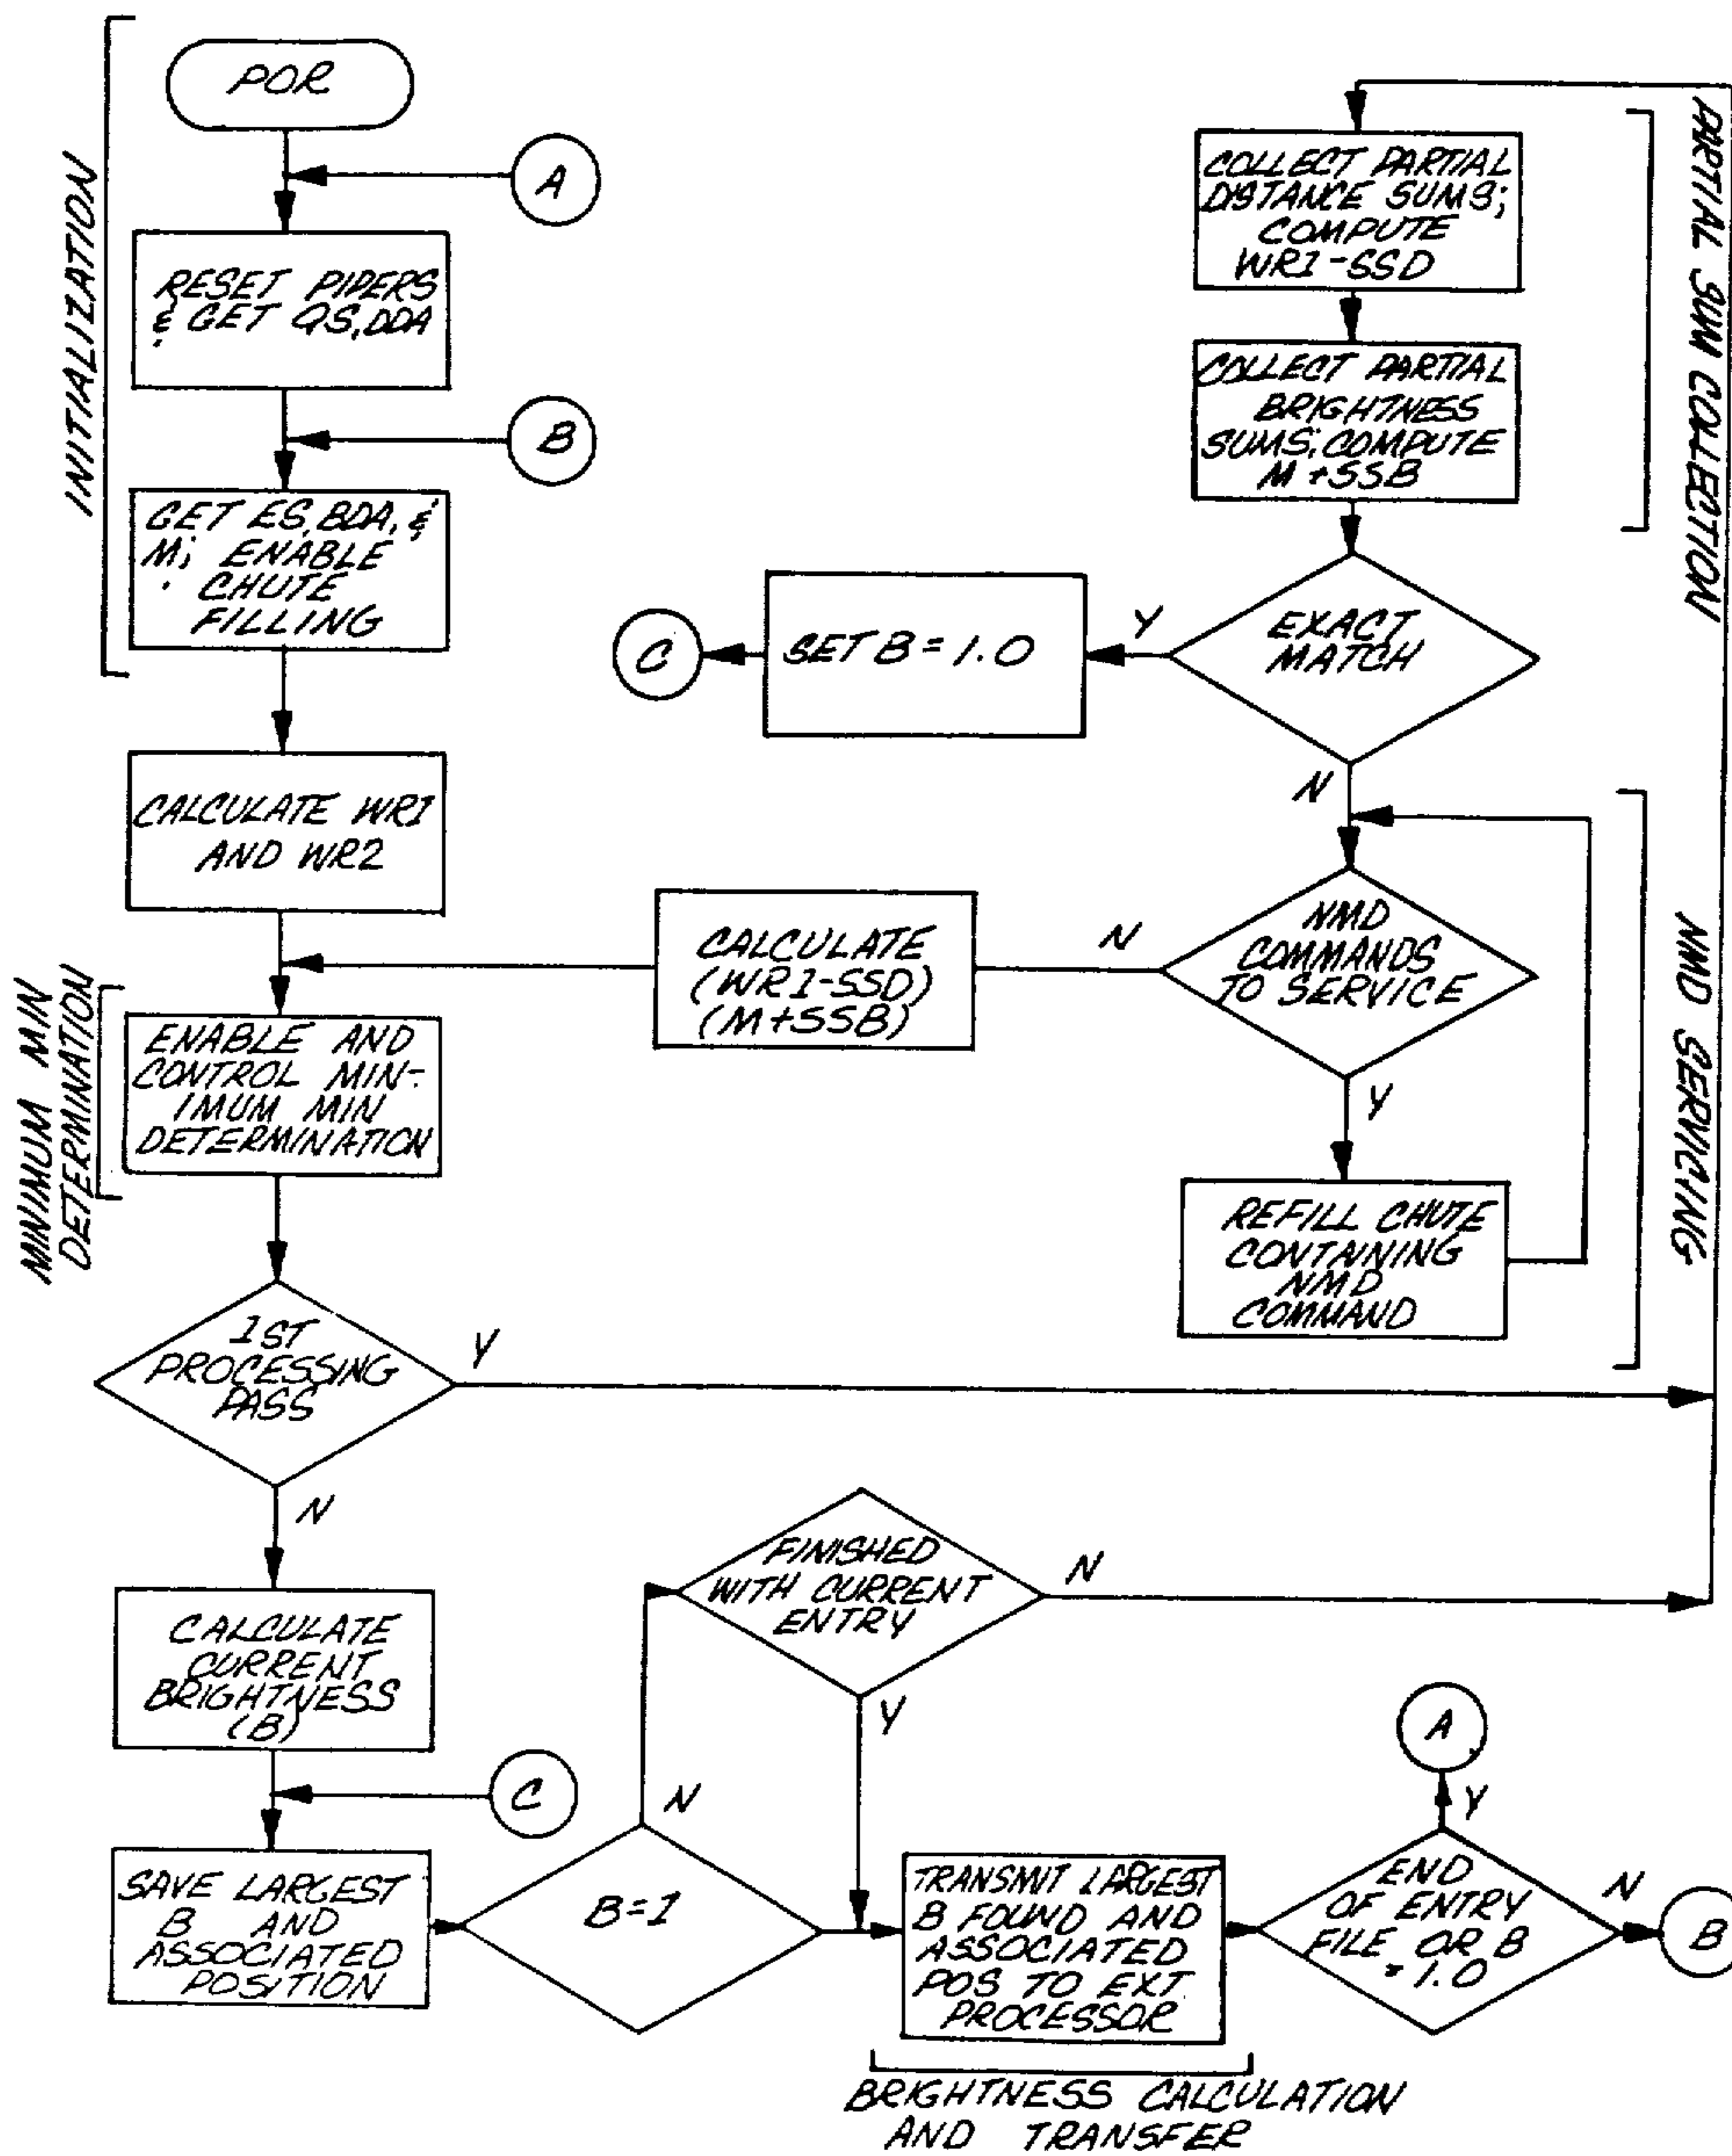 INITIALIZATION
POR
A
RESET PIPERS
& GET QS, DDA
B
GET ES, BDA, &
M; ENABLE
CHUTE
FILLING
CALCULATE WR1
AND WR2
MINIMUM MIN
DETERMINATION
ENABLE AND
CONTROL MIN-
IMUM MIN
DETERMINATION
1ST
PROCESSING
PASS
Y
N
CALCULATE
CURRENT
BRIGHTNESS
(B)
C
SAVE LARGEST
B AND
ASSOCIATED
POSITION
B=1
N
FINISHED
WITH CURRENT
ENTRY
N
Y
TRANSMIT LARGEST
B FOUND AND
ASSOCIATED
POS TO EXT
PROCESSOR
BRIGHTNESS CALCULATION
AND TRANSFER
END
OF ENTRY
FILE OR B
= 1.0
Y
A
N
B
PARTIAL SUM COLLECTION
COLLECT PARTIAL
DISTANCE SUMS;
COMPUTE
WR1-SSD
COLLECT PARTIAL
BRIGHTNESS
SUMS; COMPUTE
M+SSB
EXACT
MATCH
Y
SET B = 1.0
C
N
NMD SERVICING
NMD
COMMANDS
TO SERVICE
N
CALCULATE
(WR1-SSD)
(M+SSB)
Y
REFILL CHUTE
CONTAINING
NMD
COMMAND